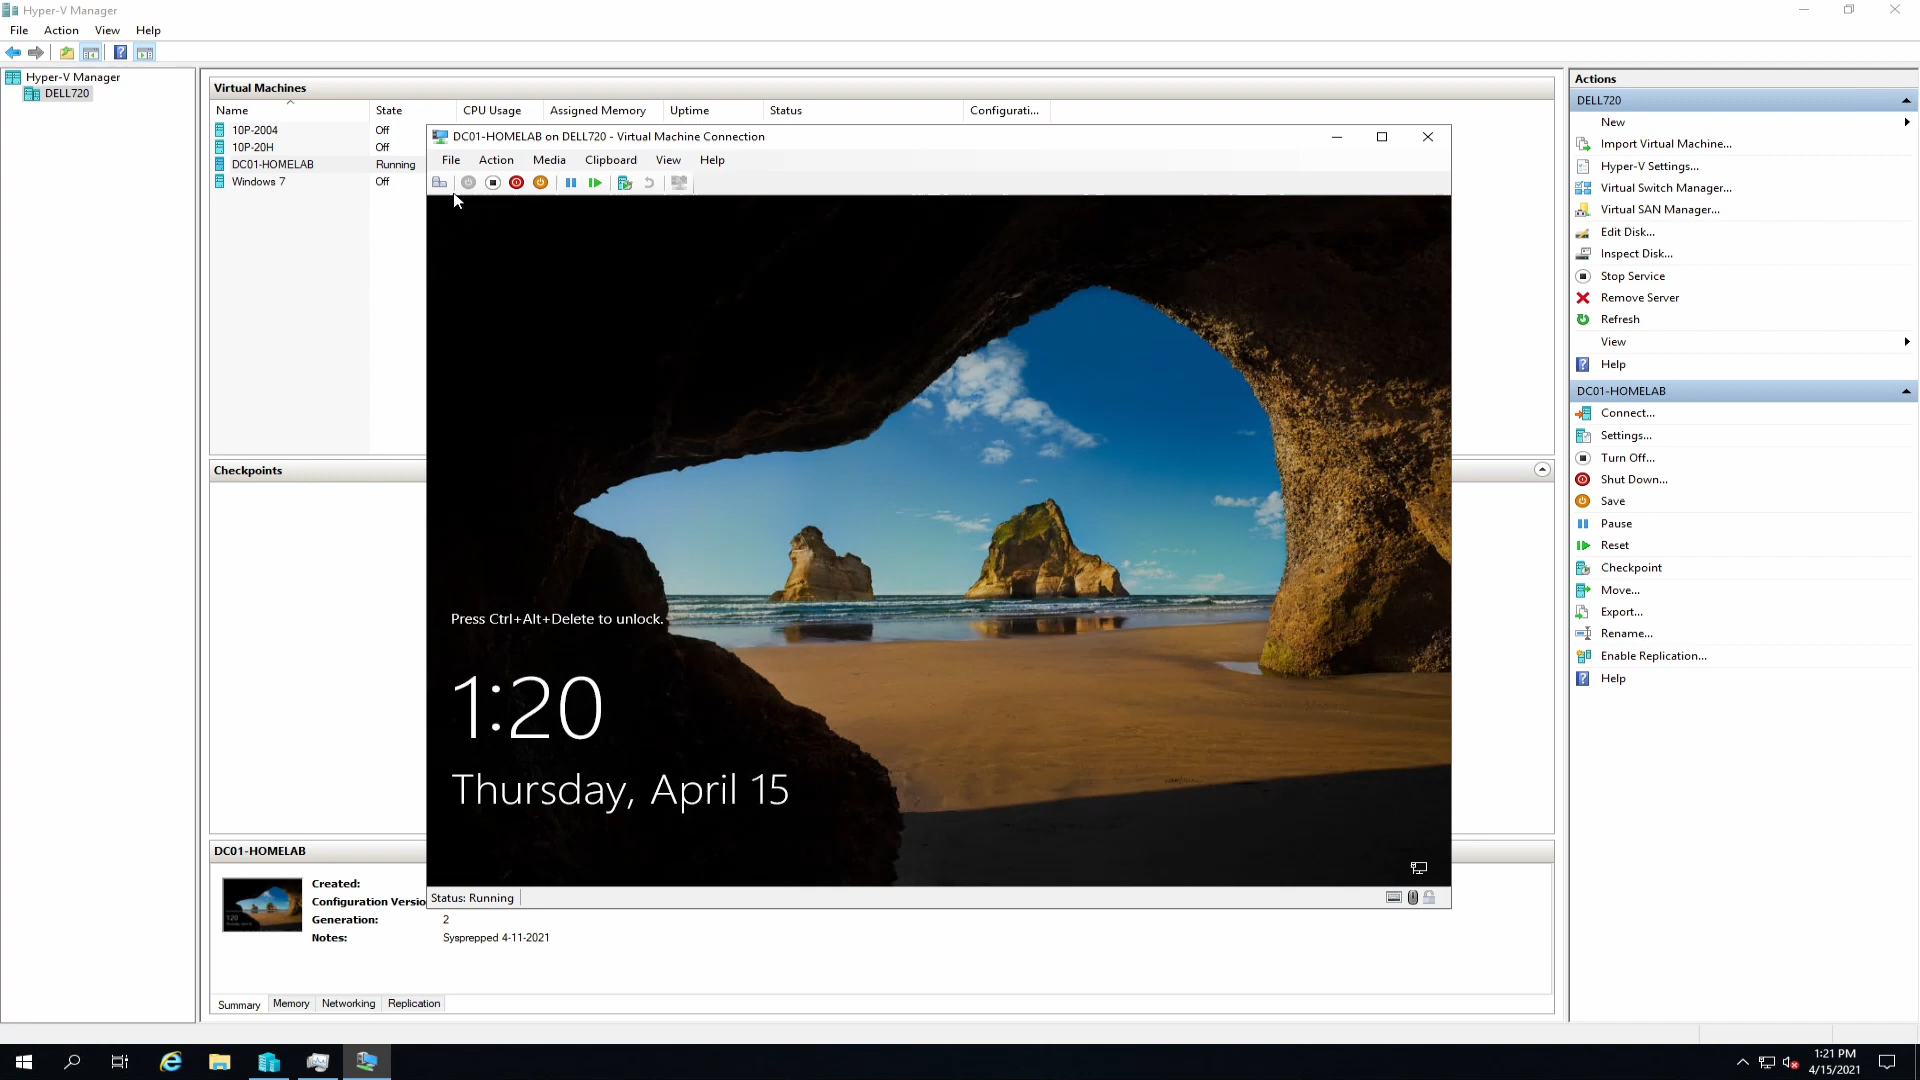 Hyper-V Manager
File Action View Help
Hyper-V Manager
DELL720
Virtual Machines
Name State CPU Usage Assigned Memory Uptime Status Configurati...
10P-2004 Off
10P-20H Off
DC01-HOMELAB Running
Windows 7 Off
DC01-HOMELAB on DELL720 - Virtual Machine Connection
File Action Media Clipboard View Help
Press Ctrl+Alt+Delete to unlock.
1:20
Thursday, April 15
Status: Running
Checkpoints
DC01-HOMELAB
Created:
Configuration Versio
Generation: 2
Notes: Sysprepped 4-11-2021
Summary Memory Networking Replication
Actions
DELL720
New
Import Virtual Machine...
Hyper-V Settings...
Virtual Switch Manager...
Virtual SAN Manager...
Edit Disk...
Inspect Disk...
Stop Service
Remove Server
Refresh
View
Help
DC01-HOMELAB
Connect...
Settings...
Turn Off...
Shut Down...
Save
Pause
Reset
Checkpoint
Move...
Export...
Rename...
Enable Replication...
Help
1:21 PM
4/15/2021